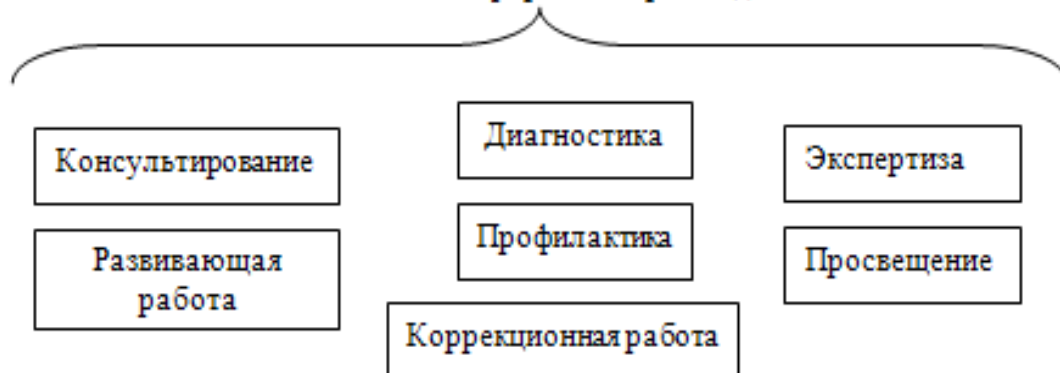 Консультирование
Диагностика
Экспертиза
Развивающая
работа
Профилактика
Просвещение
Коррекционная работа